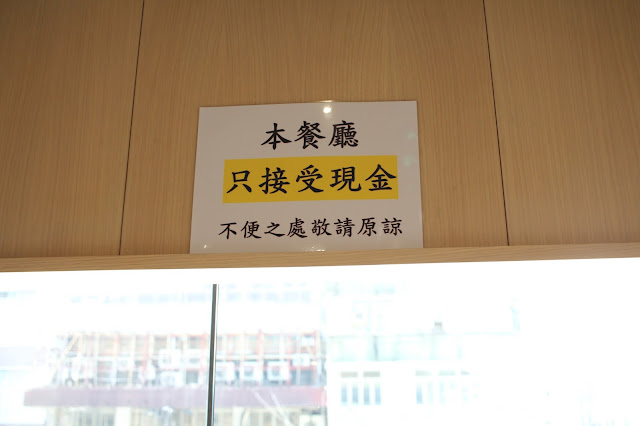 本餐廳
只接受現金
不便之處敬請原諒